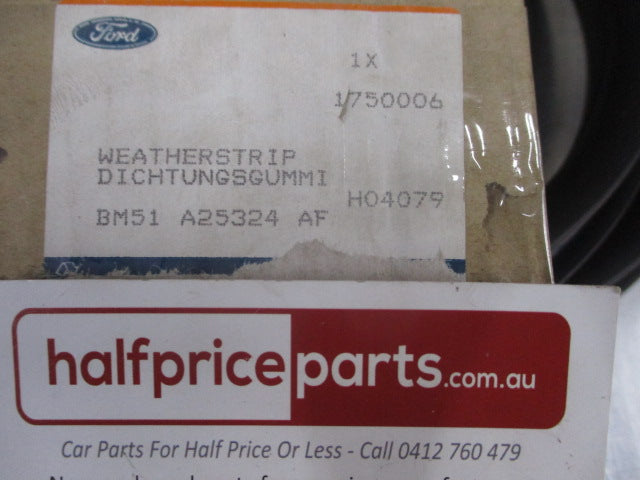 Ford
1X
1750006
WEATHERSTRIP
DICHTUNGSGUMMI
H04079
BM51 A25324 AF
halfpriceparts.com.au
Car Parts For Half Price Or Less - Call 0412 760 479